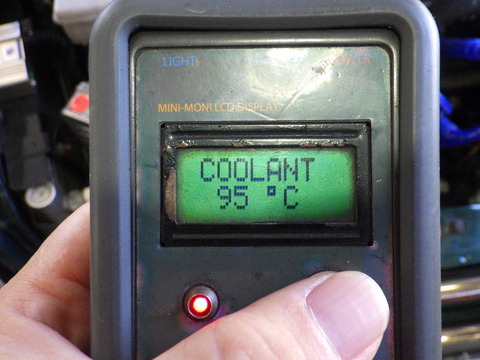 LIGHT
MINI-MONI LCD DISPLAY
COOLANT
95 °C